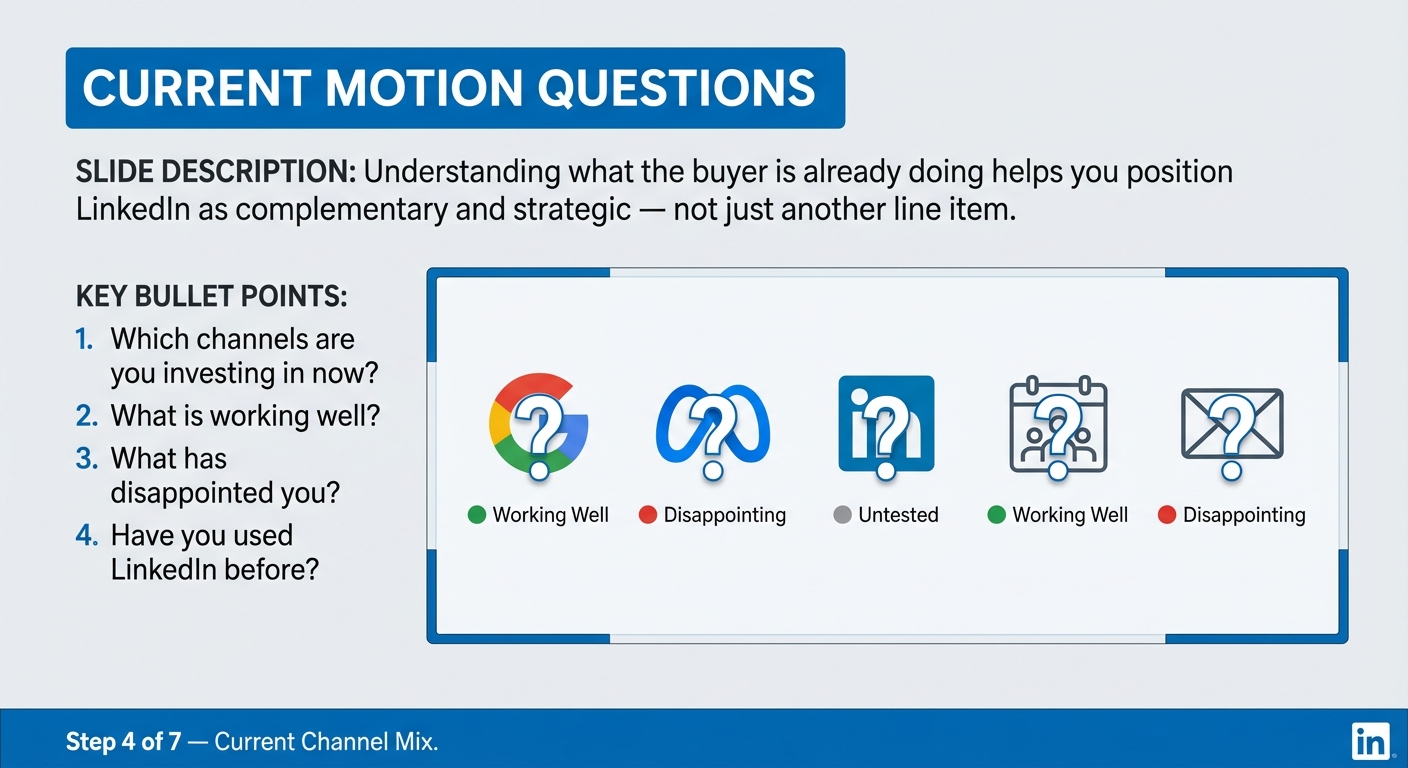 CURRENT MOTION QUESTIONS
SLIDE DESCRIPTION: Understanding what the buyer is already doing helps you position
LinkedIn as complementary and strategic — not just another line item.
KEY BULLET POINTS:
1. Which channels are
you investing in now?
2. What is working well?
3. What has
disappointed you?
4. Have you used
LinkedIn before?
? ? in ? ? ?
Working Well Disappointing Untested Working Well Disappointing
Step 4 of 7 — Current Channel Mix.
in